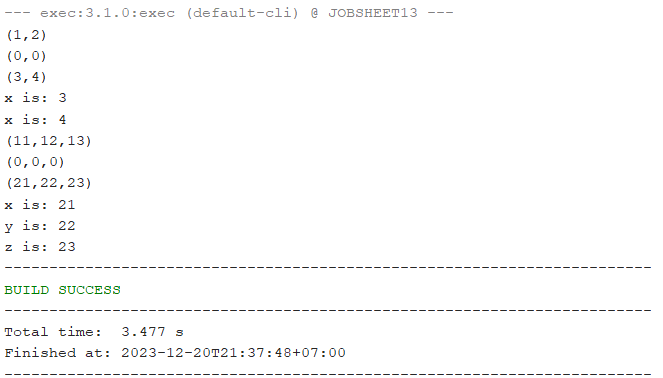 --- exec:3.1.0:exec (default-cli) @ JOBSHEET13 ---
(1,2)
(0,0)
(3,4)
x is: 3
x is: 4
(11,12,13)
(0,0,0)
(21,22,23)
x is: 21
y is: 22
z is: 23
------------------------------------------------------------------------
BUILD SUCCESS
------------------------------------------------------------------------
Total time:  3.477 s
Finished at: 2023-12-20T21:37:48+07:00
------------------------------------------------------------------------